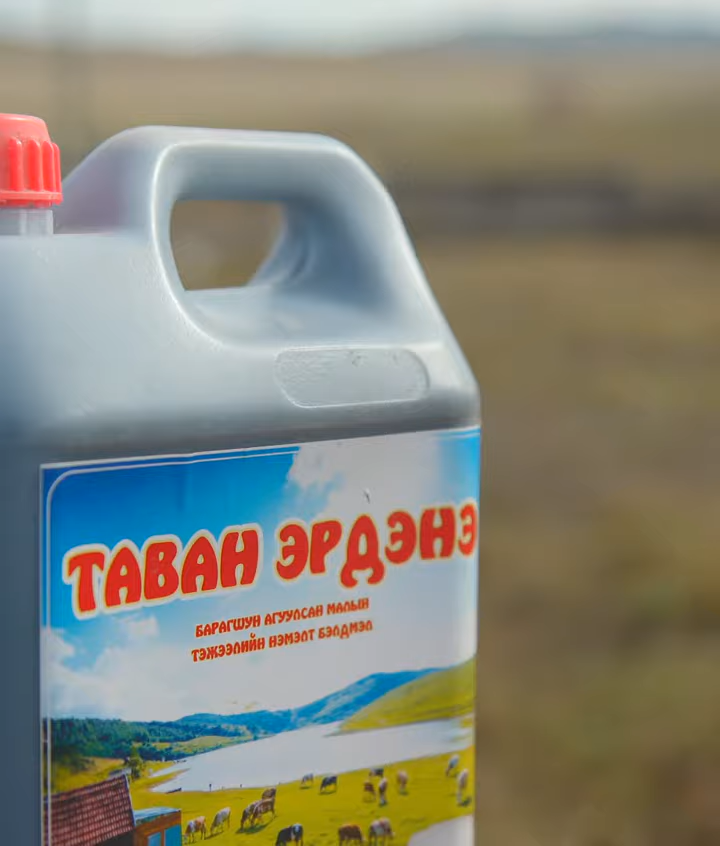 ТАВАН ЭРДЭНЭ
БАРАГШУН АГУУЛСАН МАЛЫН
ТЭЖЭЭЛИЙН НЭМЭЛТ БЭЛДМЭЛ